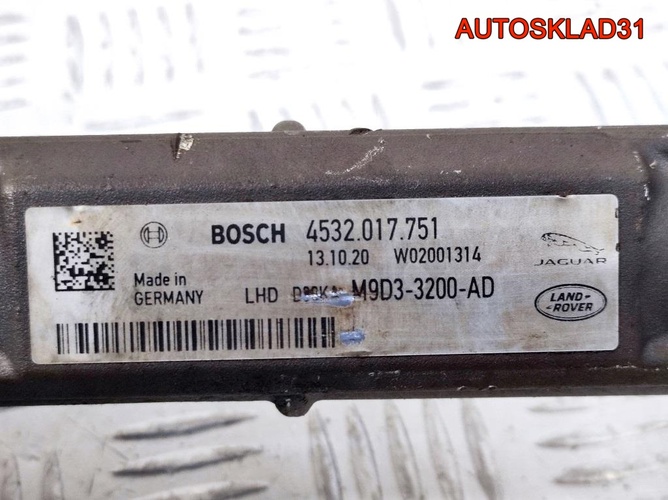 AUTOSKLAD31
BOSCH 4532.017.751
13.10.20 W02001314
JAGUAR
Made in
GERMANY
LHD M9D3-3200-AD
LAND-
-ROVER